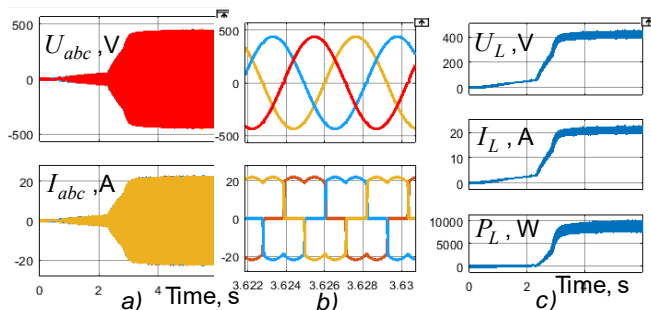 500
U_abc ,V
0
-500
20
I_abc ,A
0
-20
0 2 4
a) Time, s
500
0
-500
20
0
-20
3.622 3.624 3.626 3.628 3.63
b)
400
U_L , V
200
0
20
I_L , A
10
0
10000
P_L , W
5000
0
0 2 4
c) Time, s